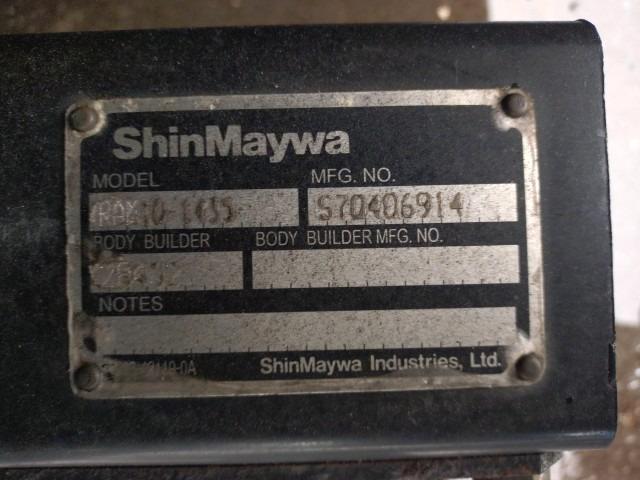 ShinMaywa
MODEL MFG. NO.
S70406914
BODY BUILDER BODY BUILDER MFG. NO.
NOTES
ShinMaywa Industries, Ltd.